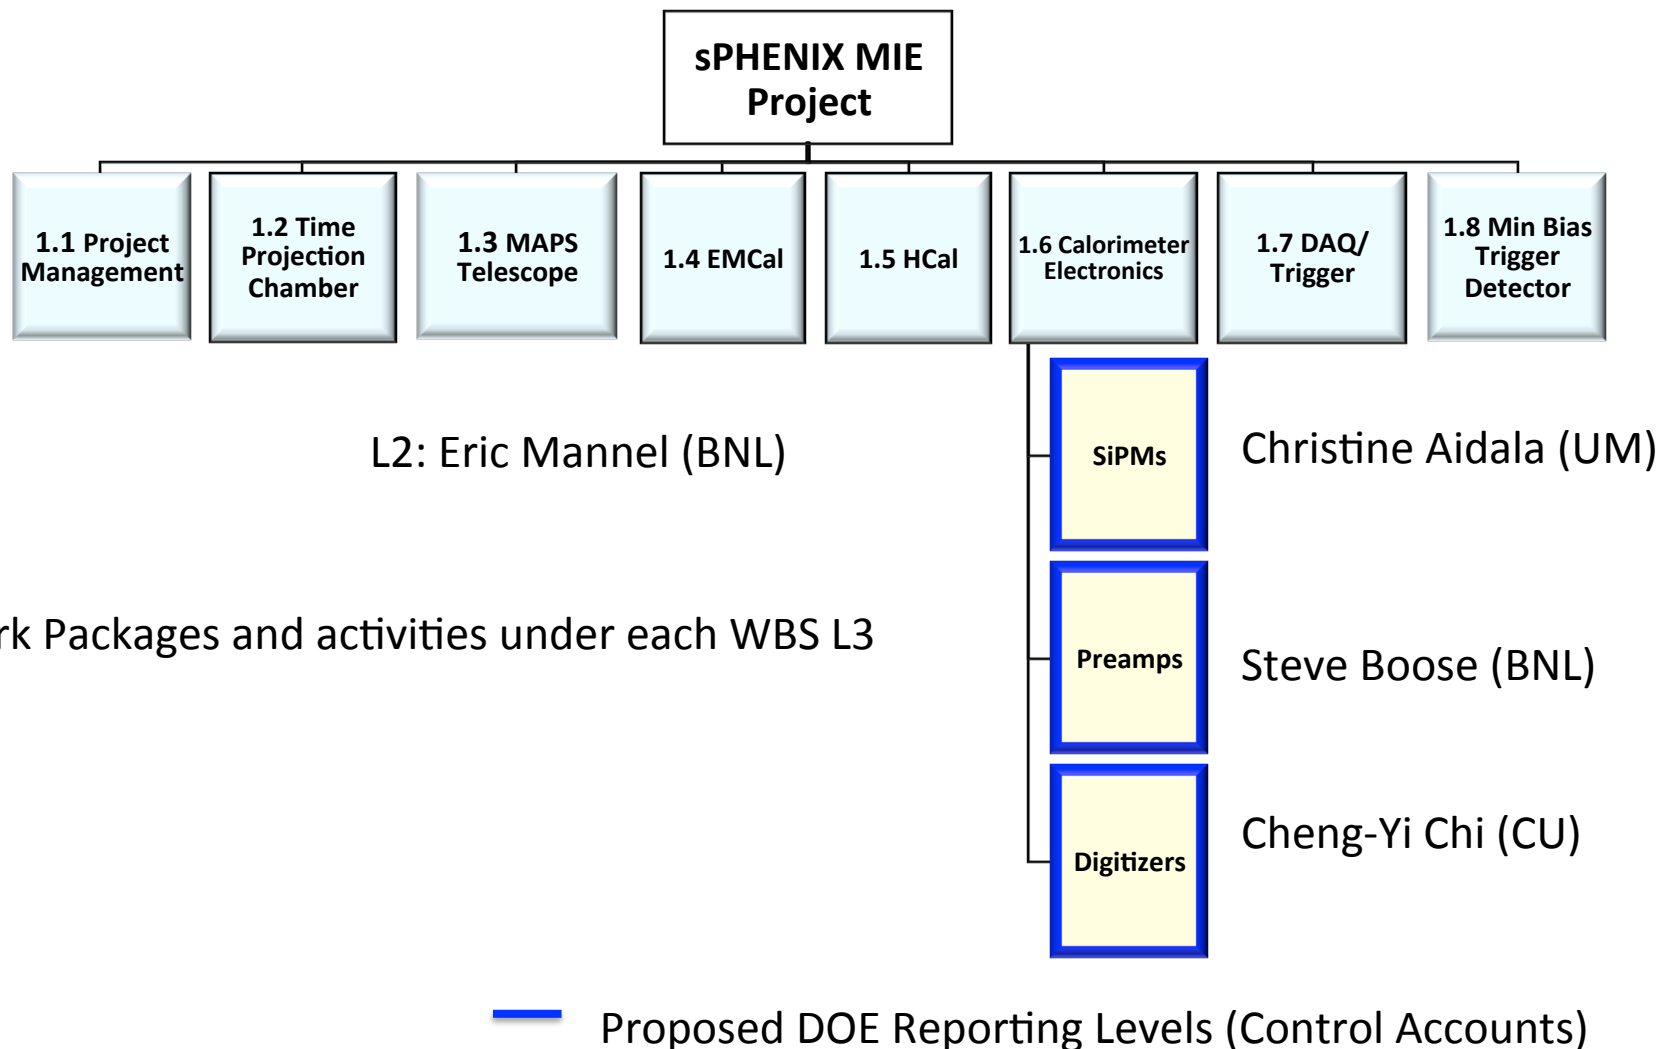 sPHENIX MIE
Project
1.1 Project
Management
1.2 Time
Projection
Chamber
1.3 MAPS
Telescope
1.4 EMCal
1.5 HCal
1.6 Calorimeter
Electronics
1.7 DAQ/
Trigger
1.8 Min Bias
Trigger
Detector
L2: Eric Mannel (BNL)
SiPMs
Christine Aidala (UM)
Packages and activities under each WBS L3
Preamps
Steve Boose (BNL)
Digitizers
Cheng-Yi Chi (CU)
Proposed DOE Reporting Levels (Control Accounts)